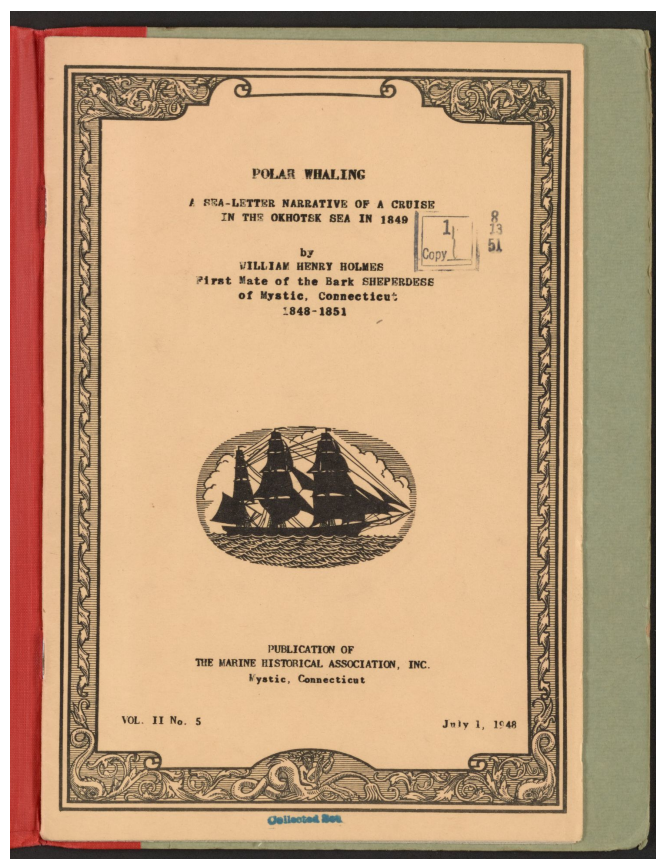 POLAR WHALING
A SEA-LETTER NARRATIVE OF A CRUISE
IN THE OKHOTSK SEA IN 1849
1
Copy
8
23
51
by
WILLIAM HENRY HOLMES
First Mate of the Bark SHEPERDESS
of Mystic, Connecticut
1848-1851
PUBLICATION OF
THE MARINE HISTORICAL ASSOCIATION, INC.
Mystic, Connecticut
VOL. II No. 5
July 1, 1948
Collected Set